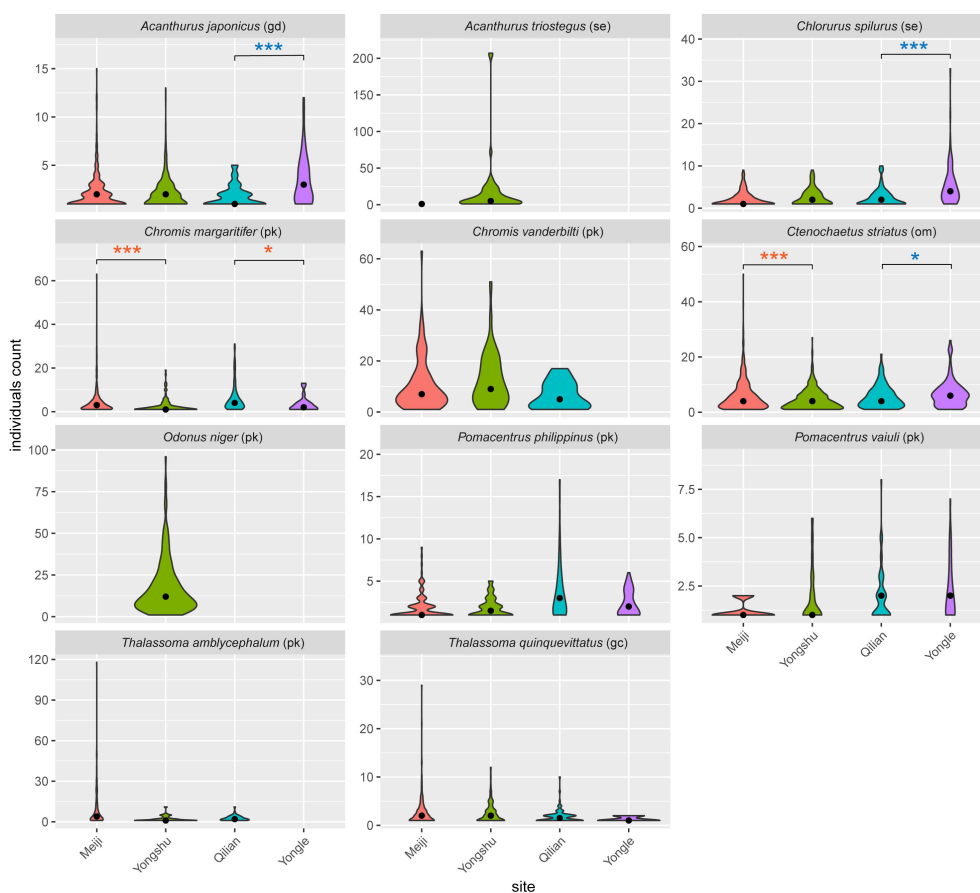 Acanthurus japonicus (gd)
Acanthurus triostegus (se)
Chlorurus spilurus (se)
***
***
15
10
5
200
150
100
50
0
40
30
20
10
0
Chromis margaritifer (pk)
Chromis vanderbilti (pk)
Ctenochaetus striatus (om)
***
*
***
*
60
40
20
0
60
40
20
0
60
40
20
0
individuals count
Odonus niger (pk)
Pomacentrus philippinus (pk)
Pomacentrus vaiuli (pk)
100
75
50
25
0
20
15
10
5
7.5
5.0
2.5
Meiji
Yongshu
Qilian
Yongle
Thalassoma amblycephalum (pk)
Thalassoma quinquevittatus (gc)
120
90
60
30
0
30
20
10
0
Meiji
Yongshu
Qilian
Yongle
Meiji
Yongshu
Qilian
Yongle
site